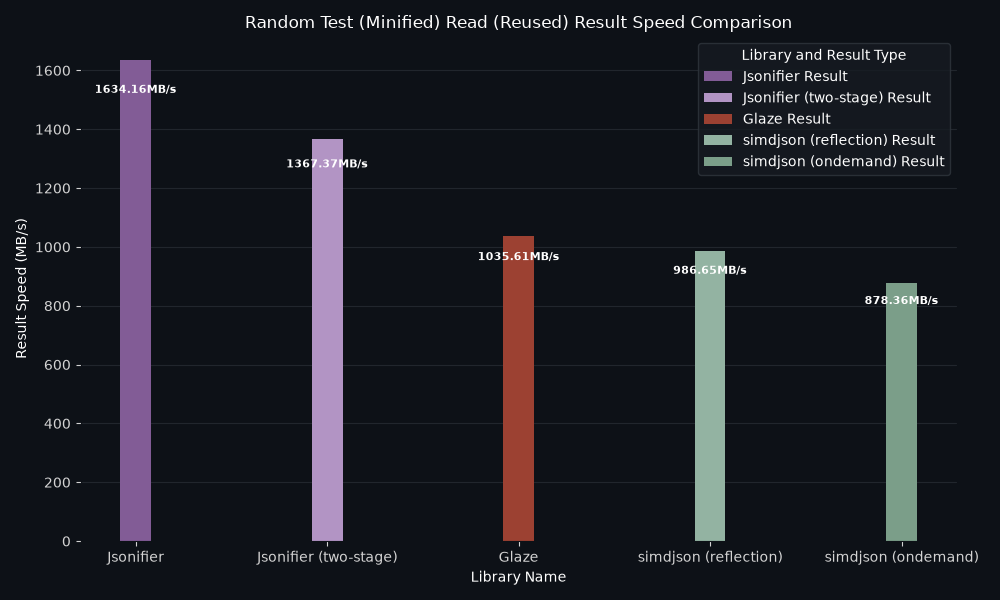 Random Test (Minified) Read (Reused) Result Speed Comparison
Library and Result Type
Jsonifier Result
Jsonifier (two-stage) Result
Glaze Result
simdjson (reflection) Result
simdjson (ondemand) Result
Result Speed (MB/s)
1600
1400
1200
1000
800
600
400
200
0
1634.16MB/s
1367.37MB/s
1035.61MB/s
986.65MB/s
878.36MB/s
Jsonifier
Jsonifier (two-stage)
Glaze
simdjson (reflection)
simdjson (ondemand)
Library Name